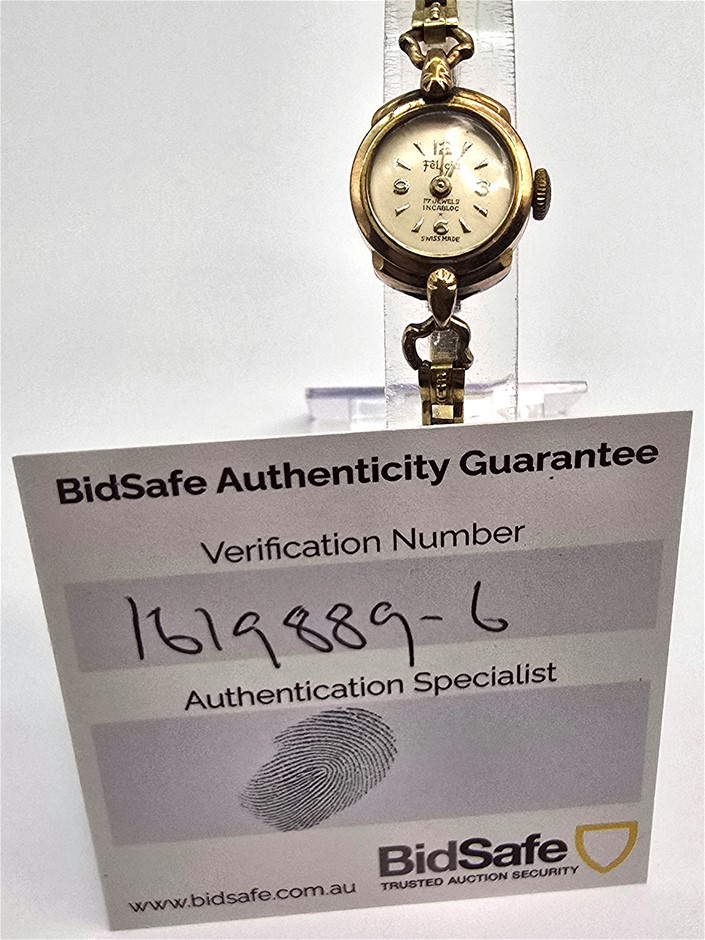 12
Felicia
9
3
17 JEWELS
INCABLOC
6
SWISS MADE
BidSafe Authenticity Guarantee
Verification Number
1619889-6
Authentication Specialist
BidSafe
TRUSTED AUCTION SECURITY
www.bidsafe.com.au